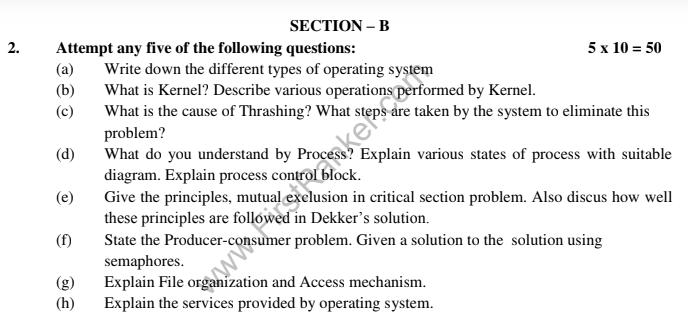 SECTION – B
2. Attempt any five of the following questions: 5 x 10 = 50
(a) Write down the different types of operating system
(b) What is Kernel? Describe various operations performed by Kernel.
(c) What is the cause of Thrashing? What steps are taken by the system to eliminate this
problem?
(d) What do you understand by Process? Explain various states of process with suitable
diagram. Explain process control block.
(e) Give the principles, mutual exclusion in critical section problem. Also discus how well
these principles are followed in Dekker's solution.
(f) State the Producer-consumer problem. Given a solution to the solution using
semaphores.
(g) Explain File organization and Access mechanism.
(h) Explain the services provided by operating system.
www.FirstRanker.com